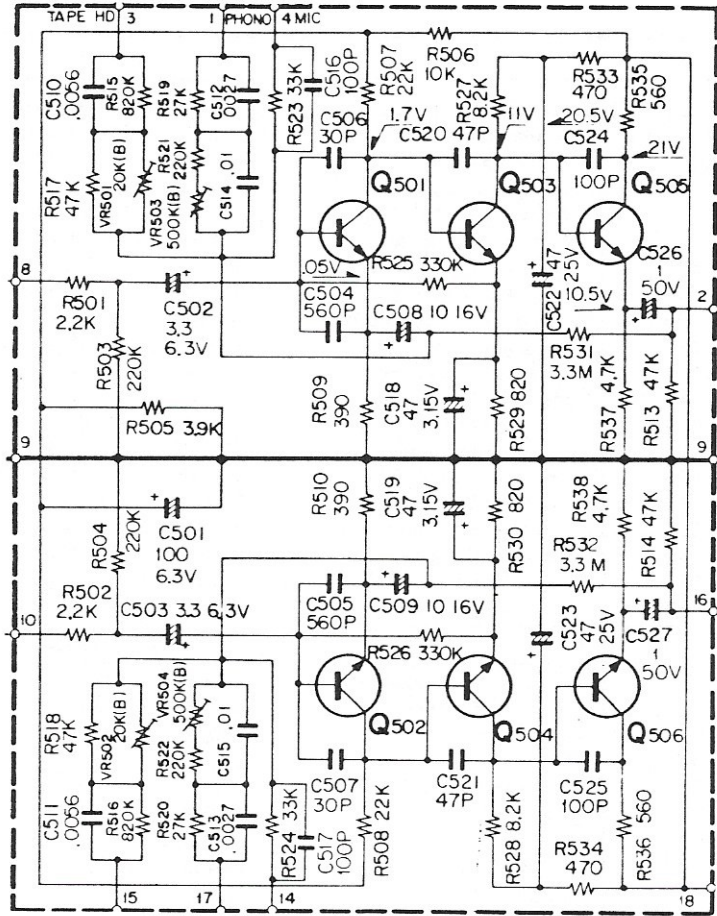 TAPE HD 3
1 PHONO
4 MIC
C510
.0056
R515
820K
R519
27K
C512
.0027
R523 33K
C516
100P
R507
22K
R506
10K
R527
8.2K
R533
470
R535
560
C506
30P
1.7V
C520 47P
11V
20.5V
C524
100P
21V
R517
47K
VR501
20K(B)
R521
220K
VR503
500K(B)
C514 .01
Q501
Q503
Q505
8
R501
2.2K
C502
3.3
6.3V
.05V
R525 330K
C504
560P
C508 10 16V
C522 47
25V
10.5V
C526
1
50V
2
R503
220K
R531
3.3M
R505 3.9K
R509
390
C518
47
3.15V
R529 820
R537 4.7K
R513 47K
9
9
R504
220K
C501
100
6.3V
R510
390
C519
47
3.15V
R530 820
R538
4.7K
R514 47K
R532
3.3M
R502
2.2K
10
C503 3.3 6.3V
C505
560P
C509 10 16V
R526 330K
C523
47
25V
C527
1
50V
16
R518
47K
VR502
20K(B)
VR504
500K(B)
R522
220K
C515 .01
Q502
Q504
Q506
C511
.0056
R516
820K
R520
27K
C513
.0027
R524 33K
C517
100P
C507
30P
R508 22K
C521
47P
R528 8.2K
C525
100P
R534
470
R536 560
15
17
14
18